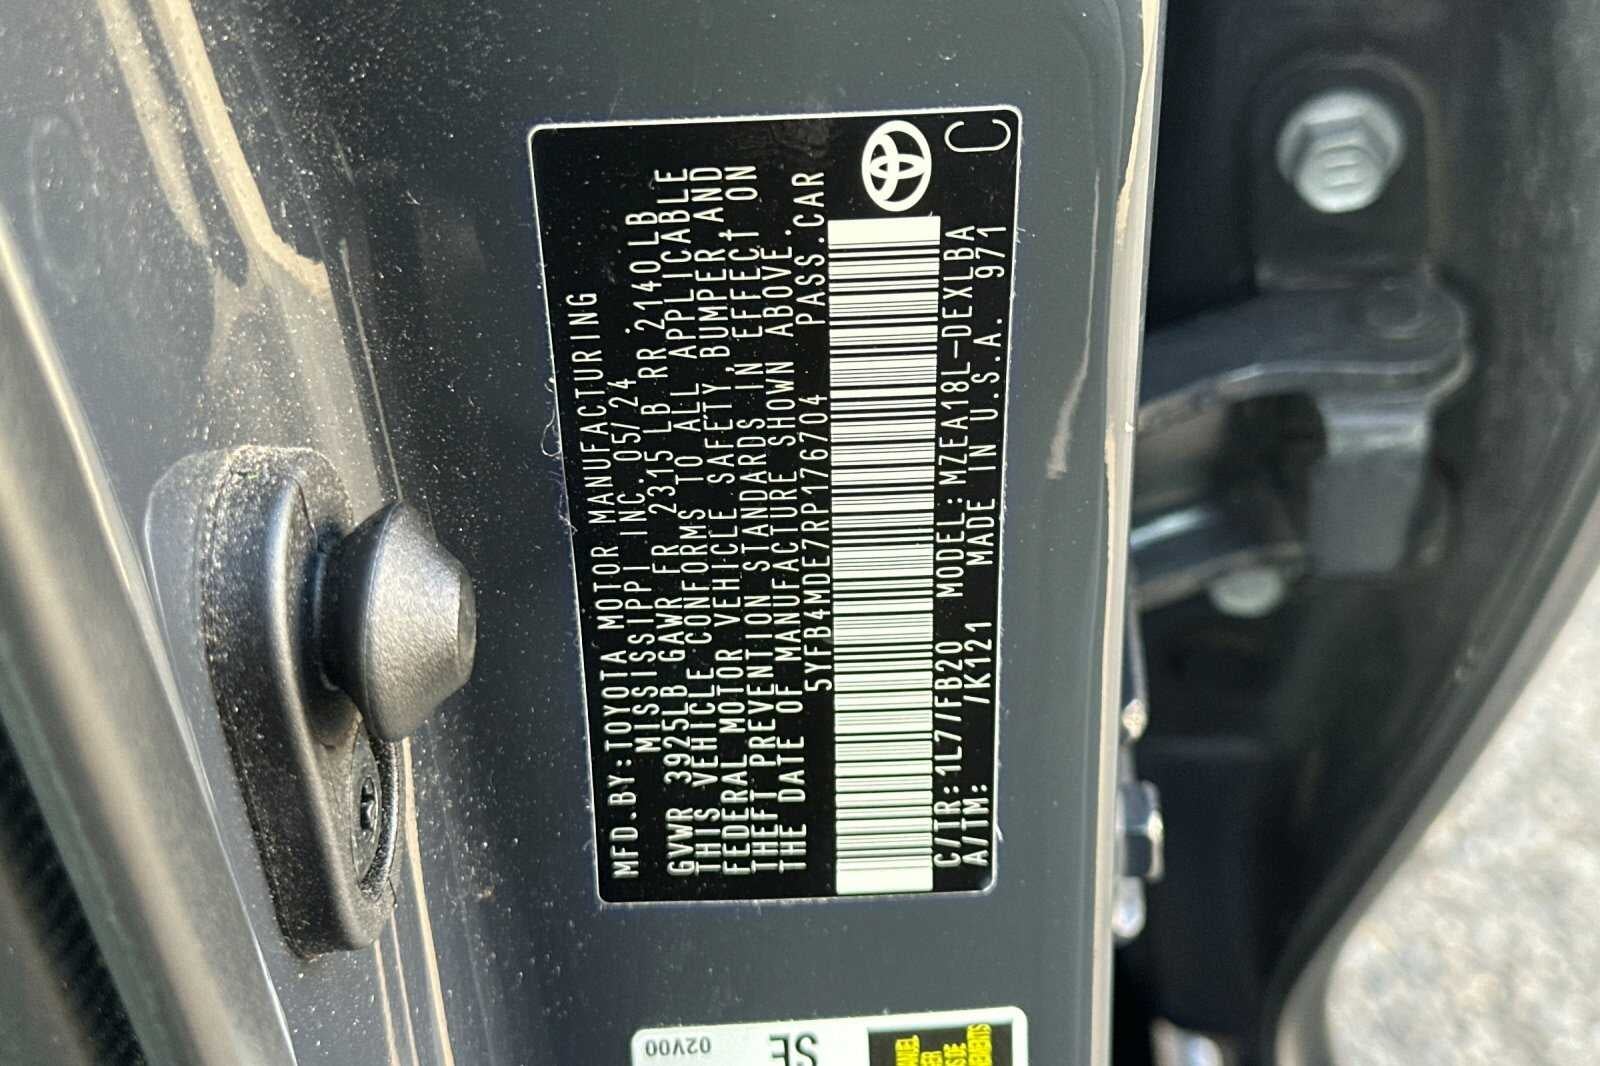 MFD.BY:TOYOTA MOTOR MANUFACTURING
MISSISSIPPI INC. 05/24
GVWR 3925LB GAWR FR 2315 LB RR 2140LB
THIS VEHICLE CONFORMS TO ALL APPLICABLE
FEDERAL MOTOR VEHICLE SAFETY,BUMPER,AND
THEFT PREVENTION STANDARDS IN EFFECT ON
THE DATE OF MANUFACTURE SHOWN ABOVE.
5YFB4MDE7RP176704 PASS.CAR
C/TR:1L7/FB20 MODEL:MZEA18L-DEXLBA
A/TM: /K121 MADE IN U.S.A. 971
C
02V00
SE